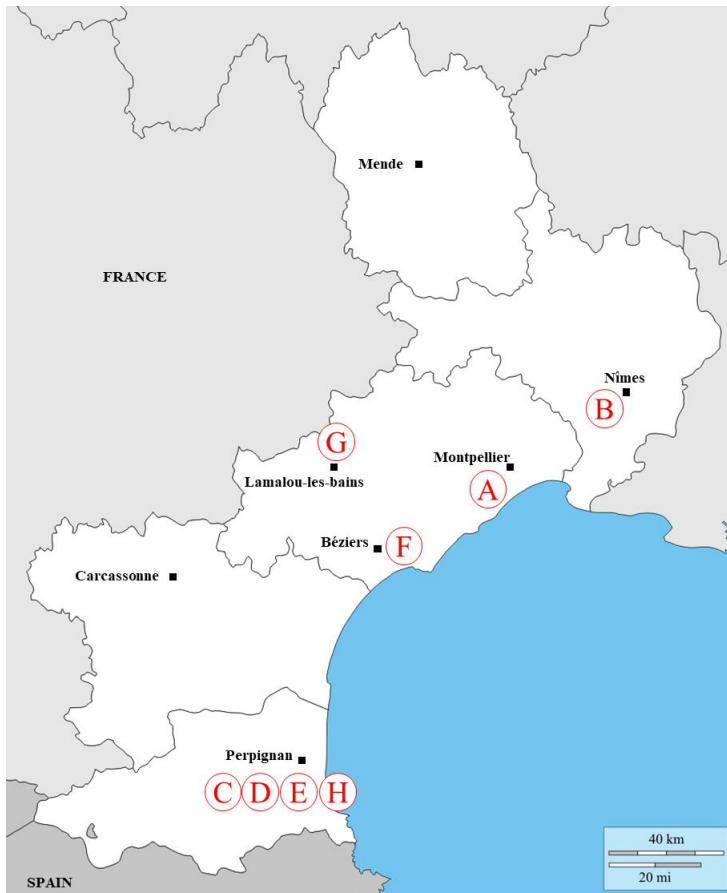 Mende
FRANCE
Nîmes
B
G
Montpellier
Lamalou-les-bains
A
Béziers
F
Carcassonne
Perpignan
C D E H
40 km
20 mi
SPAIN